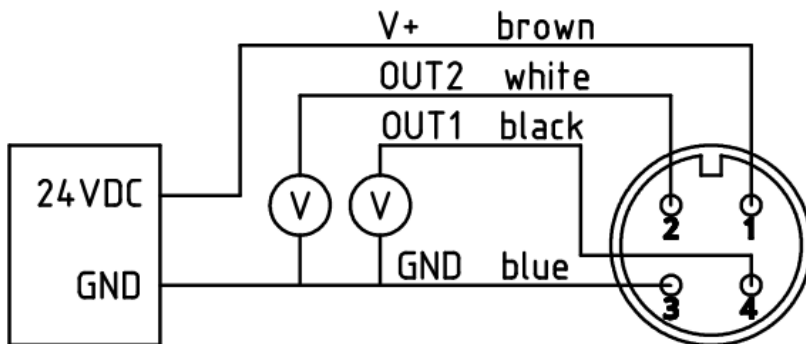 V+ brown
OUT2 white
OUT1 black
24VDC
V V
2 1
GND
GND blue
3 4